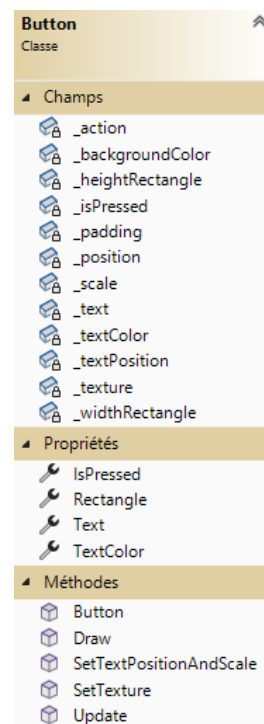 Button
Classe
Champs
_action
_backgroundColor
_heightRectangle
_isPressed
_padding
_position
_scale
_text
_textColor
_textPosition
_texture
_widthRectangle
Propriétés
IsPressed
Rectangle
Text
TextColor
Méthodes
Button
Draw
SetTextPositionAndScale
SetTexture
Update